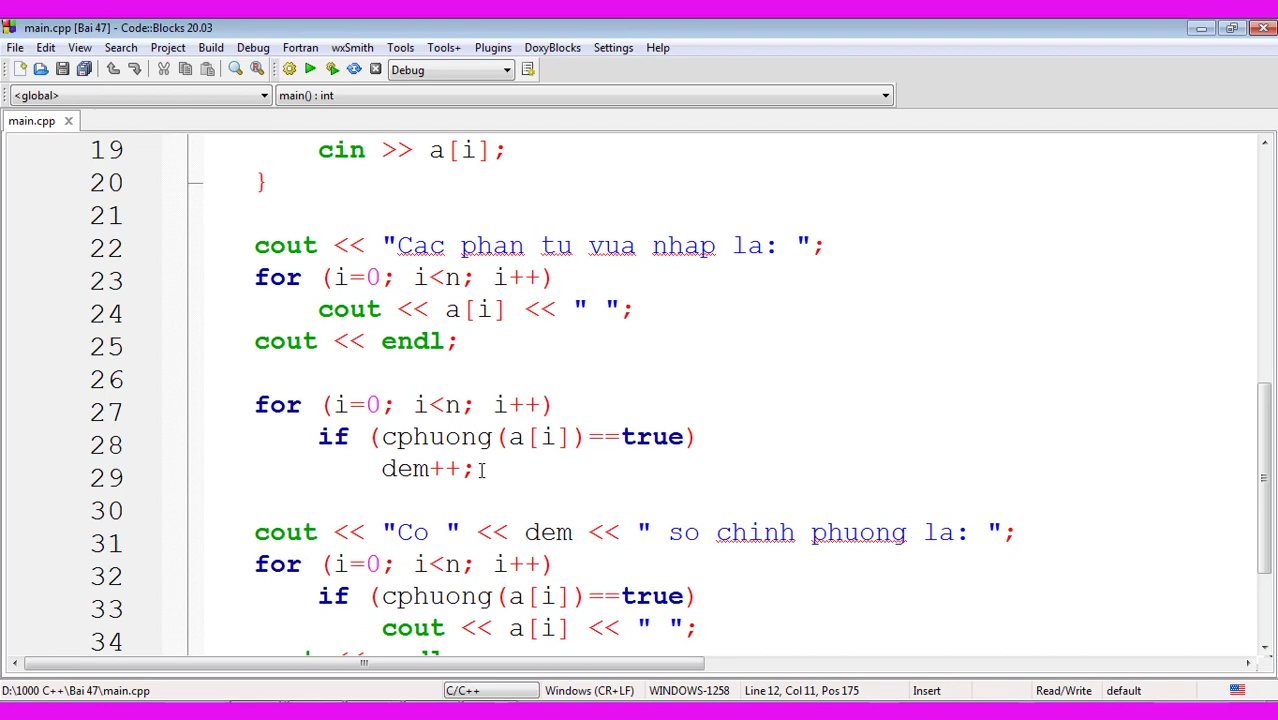 main.cpp [Bai 47] - Code::Blocks 20.03
File Edit View Search Project Build Debug Fortran wxSmith Tools Tools+ Plugins DoxyBlocks Settings Help
Debug
<global> main() : int
main.cpp
19 cin >> a[i];
20 }
21
22 cout << "Cac phan tu vua nhap la: ";
23 for (i=0; i<n; i++)
24 cout << a[i] << " ";
25 cout << endl;
26
27 for (i=0; i<n; i++)
28 if (cphuong(a[i])==true)
29 dem++;
30
31 cout << "Co " << dem << " so chinh phuong la: ";
32 for (i=0; i<n; i++)
33 if (cphuong(a[i])==true)
34 cout << a[i] << " ";
D:\1000 C++\Bai 47\main.cpp C/C++ Windows (CR+LF) WINDOWS-1258 Line 12, Col 11, Pos 175 Insert Read/Write default